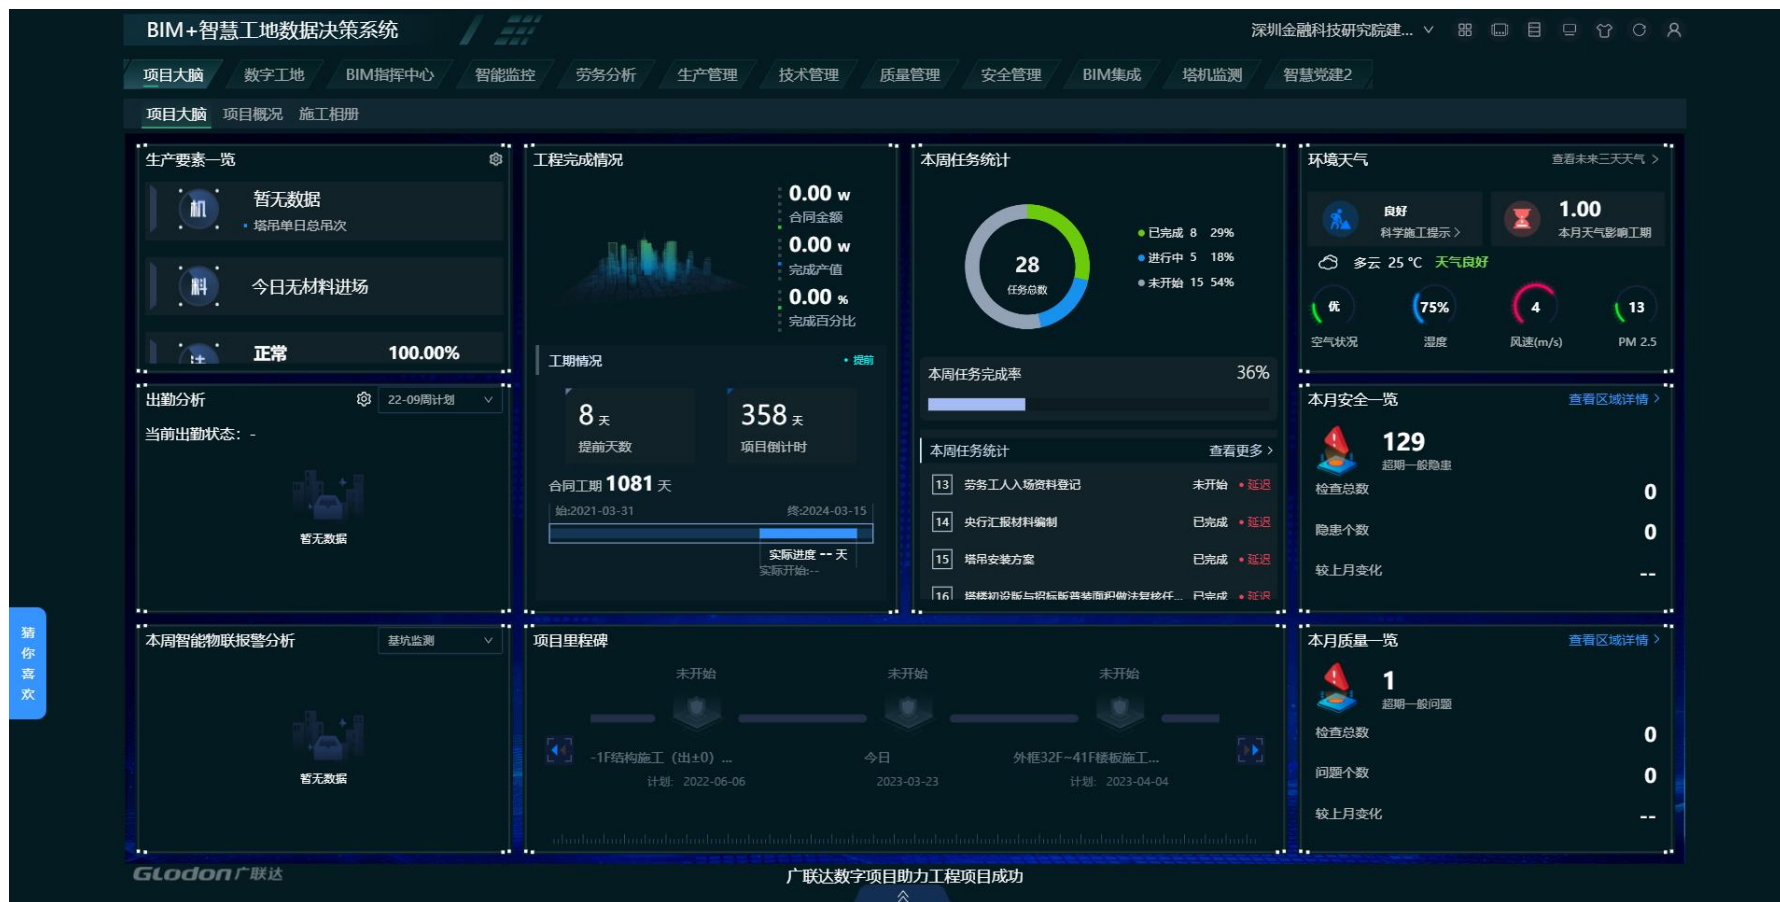 BIM+智慧工地数据决策系统
深圳金融科技研究院建...
项目大脑 数字工地 BIM指挥中心 智能监控 劳务分析 生产管理 技术管理 质量管理 安全管理 BIM集成 塔机监测 智慧党建2
项目大脑 项目概况 施工相册
生产要素一览
机
暂无数据
塔吊单日总吊次
料
今日无材料进场
正常 100.00%
出勤分析
22-09周计划
当前出勤状态: -
暂无数据
本周智能物联报警分析
基坑监测
暂无数据
工程完成情况
0.00 w
合同金额
0.00 w
完成产值
0.00 %
完成百分比
工期情况
提前
8 天
提前天数
358 天
项目倒计时
合同工期 1081 天
始:2021-03-31
终:2024-03-15
实际进度 -- 天
实际开始:--
本周任务统计
28
任务总数
已完成 8 29%
进行中 5 18%
未开始 15 54%
本周任务完成率
36%
本周任务统计
查看更多 >
13 劳务工人入场资料登记 未开始 延迟
14 央行汇报材料编制 已完成 延迟
15 塔吊安装方案 已完成 延迟
16 塔楼初设版与招标版普装面积做法复核任... 已完成 延迟
项目里程碑
未开始
未开始
未开始
-1F结构施工（出±0）...
计划: 2022-06-06
今日
2023-03-23
外框32F~41F楼板施工...
计划: 2023-04-04
环境天气
查看未来三天天气 >
良好
科学施工提示 >
1.00
本月天气影响工期
多云 25 °C 天气良好
优
75%
4
13
空气状况
湿度
风速(m/s)
PM 2.5
本月安全一览
查看区域详情 >
129
超期一般隐患
检查总数 0
隐患个数 0
较上月变化 --
本月质量一览
查看区域详情 >
1
超期一般问题
检查总数 0
问题个数 0
较上月变化 --
猜
你
喜
欢
GLodon广联达
广联达数字项目助力工程项目成功